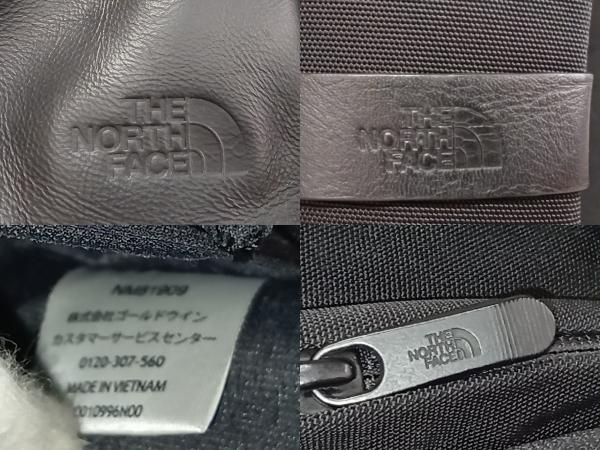 THE
NORTH
FACE
THE
NORTH
FACE
NM81909
株式会社ゴールドウイン
カスタマーサービスセンター
0120-307-560
MADE IN VIETNAM
0010996N00
THE
NORTH
FACE